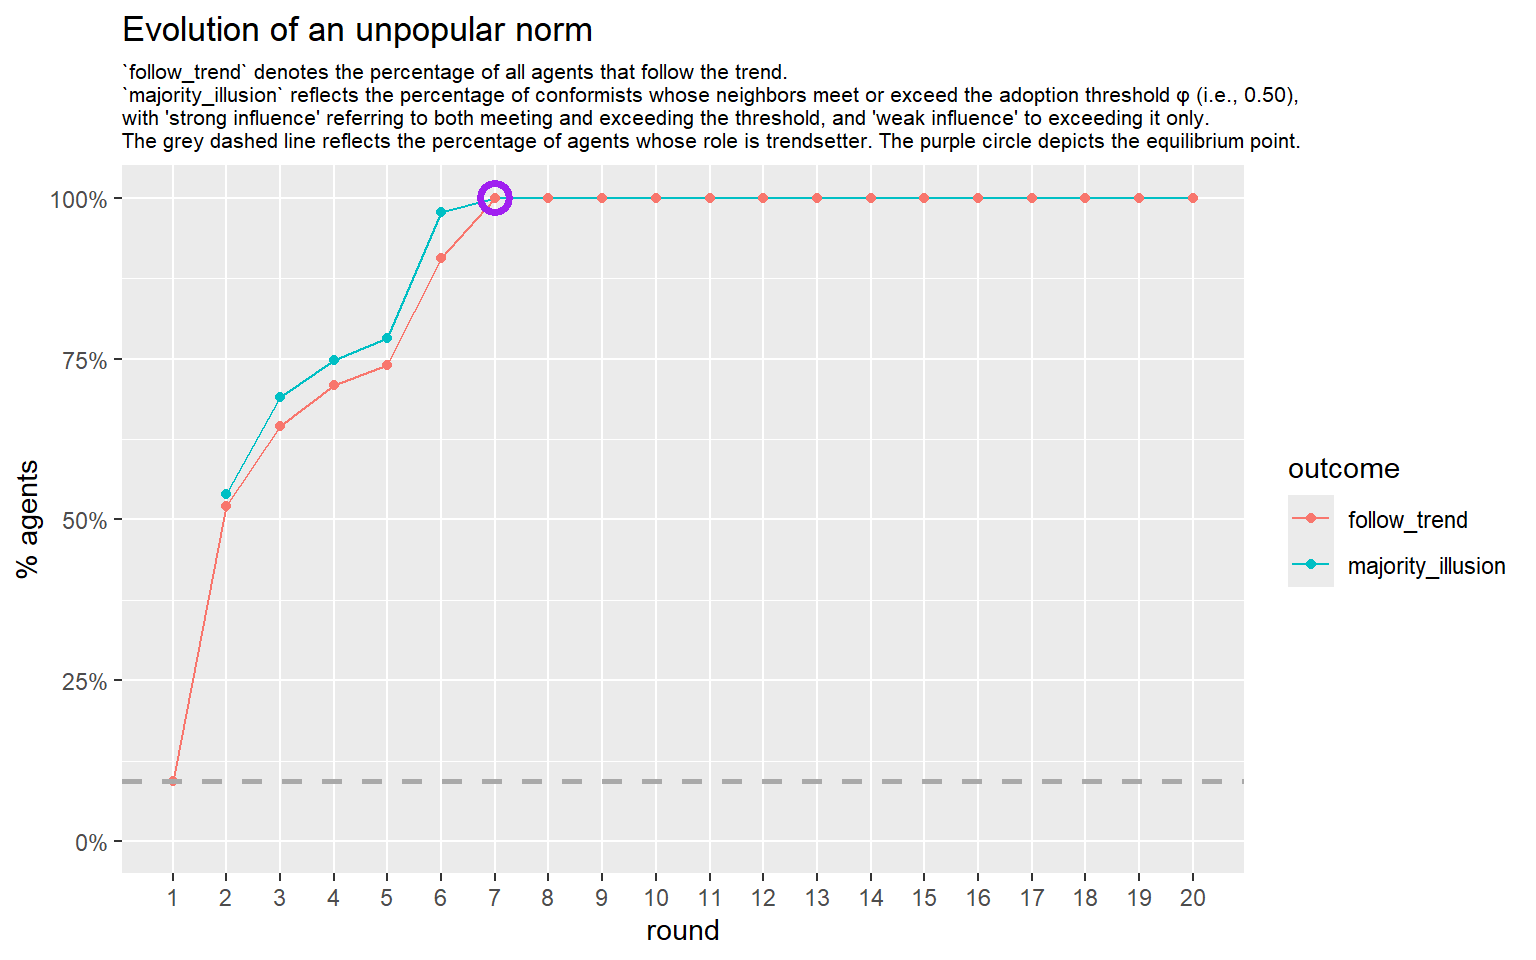 Evolution of an unpopular norm
`follow_trend` denotes the percentage of all agents that follow the trend.
`majority_illusion` reflects the percentage of conformists whose neighbors meet or exceed the adoption threshold φ (i.e., 0.50),
with 'strong influence' referring to both meeting and exceeding the threshold, and 'weak influence' to exceeding it only.
The grey dashed line reflects the percentage of agents whose role is trendsetter. The purple circle depicts the equilibrium point.
100%
75%
50%
25%
0%
% agents
1 2 3 4 5 6 7 8 9 10 11 12 13 14 15 16 17 18 19 20
round
outcome
follow_trend
majority_illusion